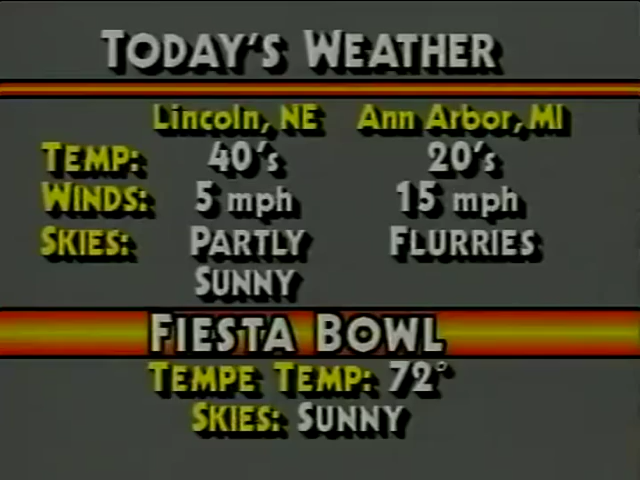 TODAY'S WEATHER
Lincoln, NE Ann Arbor, MI
TEMP: 40's 20's
WINDS: 5 mph 15 mph
SKIES: PARTLY SUNNY FLURRIES
FIESTA BOWL
TEMPE TEMP: 72°
SKIES: SUNNY